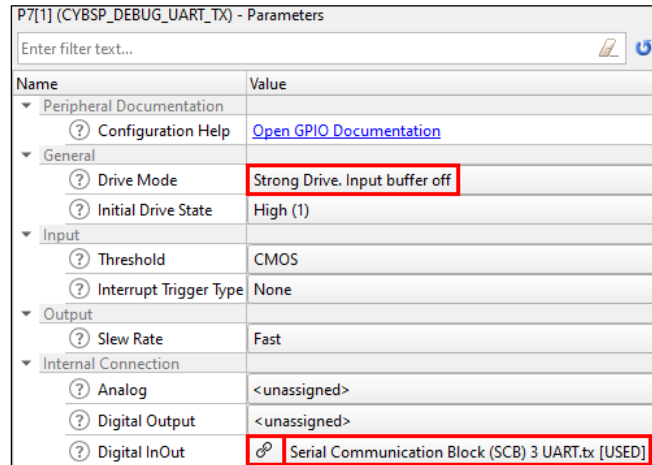 P7[1] (CYBSP_DEBUG_UART_TX) - Parameters
Enter filter text...
Name Value
Peripheral Documentation
? Configuration Help Open GPIO Documentation
General
? Drive Mode Strong Drive. Input buffer off
? Initial Drive State High (1)
Input
? Threshold CMOS
? Interrupt Trigger Type None
Output
? Slew Rate Fast
Internal Connection
? Analog <unassigned>
? Digital Output <unassigned>
? Digital InOut Serial Communication Block (SCB) 3 UART.tx [USED]